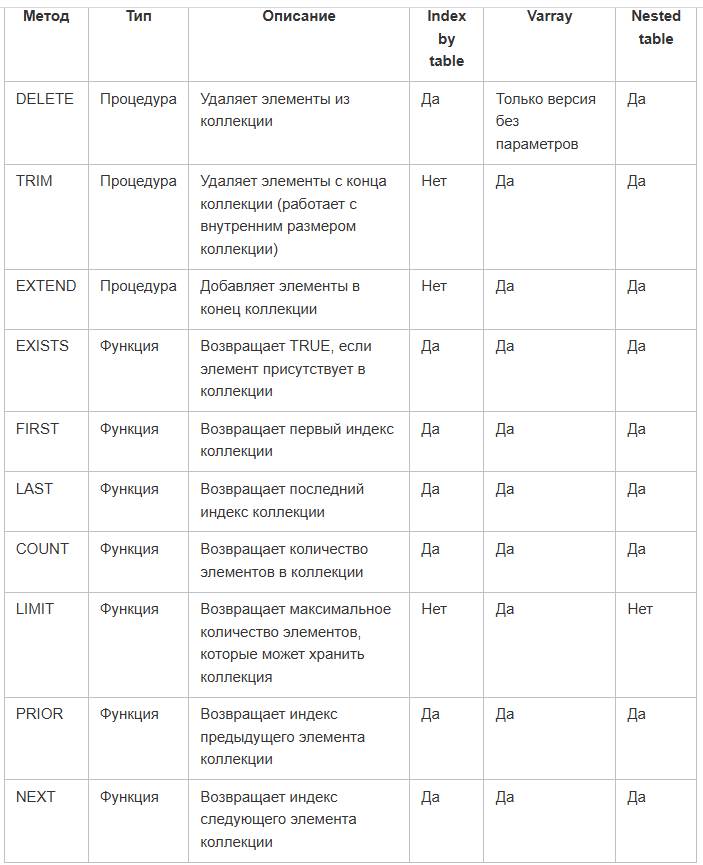 Метод Тип Описание Index Varray Nested
by table
table
DELETE Процедура Удаляет элементы из Да Только версия Да
коллекции без
параметров
TRIM Процедура Удаляет элементы с конца Нет Да Да
коллекции (работает с
внутренним размером
коллекции)
EXTEND Процедура Добавляет элементы в Нет Да Да
конец коллекции
EXISTS Функция Возвращает TRUE, если Да Да Да
элемент присутствует в
коллекции
FIRST Функция Возвращает первый индекс Да Да Да
коллекции
LAST Функция Возвращает последний Да Да Да
индекс коллекции
COUNT Функция Возвращает количество Да Да Да
элементов в коллекции
LIMIT Функция Возвращает максимальное Нет Да Нет
количество элементов,
которые может хранить
коллекция
PRIOR Функция Возвращает индекс Да Да Да
предыдущего элемента
коллекции
NEXT Функция Возвращает индекс Да Да Да
следующего элемента
коллекции